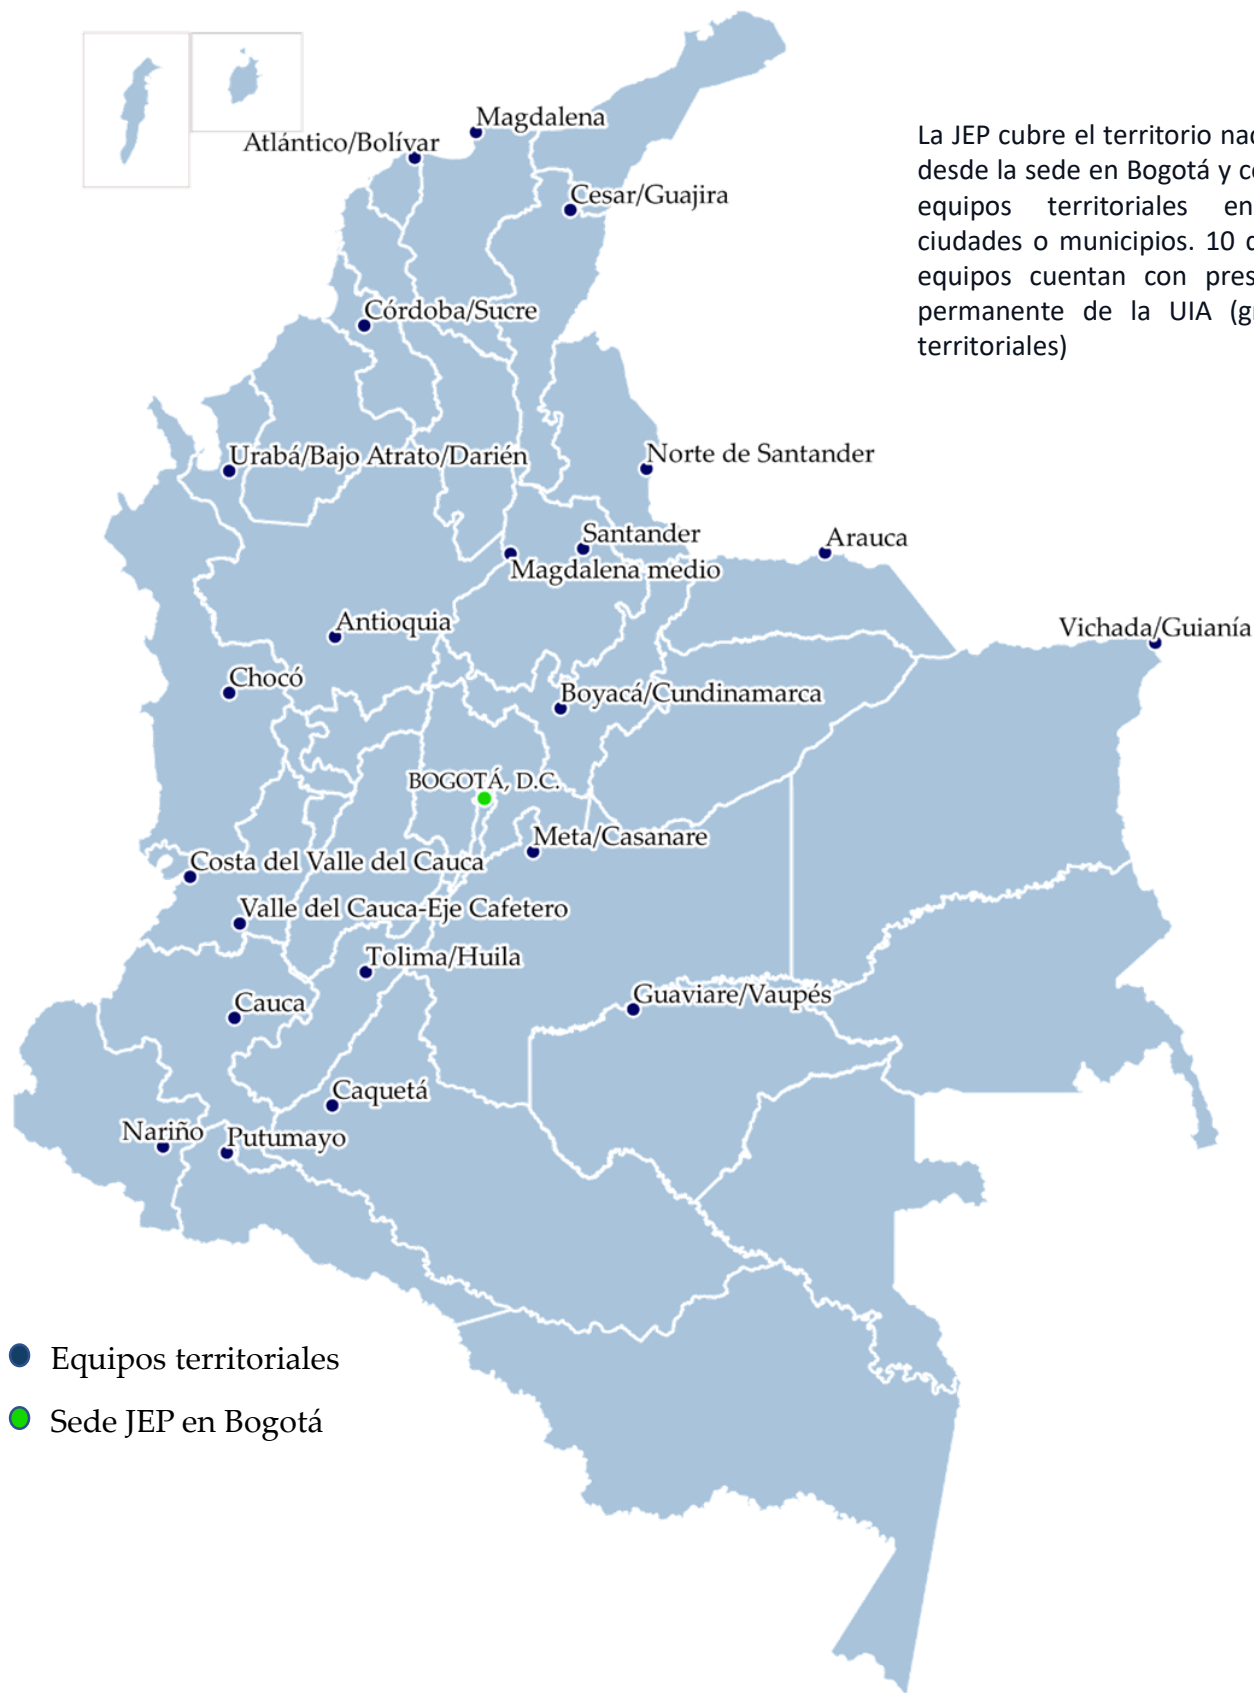 Magdalena
Atlántico/Bolívar
La JEP cubre el territorio
desde la sede en Bogotá y
equipos territoriales en
ciudades o municipios. 10
equipos cuentan con
permanente de la UIA
territoriales)
Cesar/Guajira
Córdoba/Sucre
Urabá/Bajo Atrato/Darién
Norte de Santander
Santander
Arauca
Magdalena medio
Antioquia
Vichada/Guianía
Chocó
Boyacá/Cundinamarca
BOGOTÁ, D.C.
Meta/Casanare
Costa del Valle del Cauca
Valle del Cauca-Eje Cafetero
Tolima/Huila
Guaviare/Vaupés
Cauca
Caquetá
Nariño
Putumayo
Equipos territoriales
Sede JEP en Bogotá